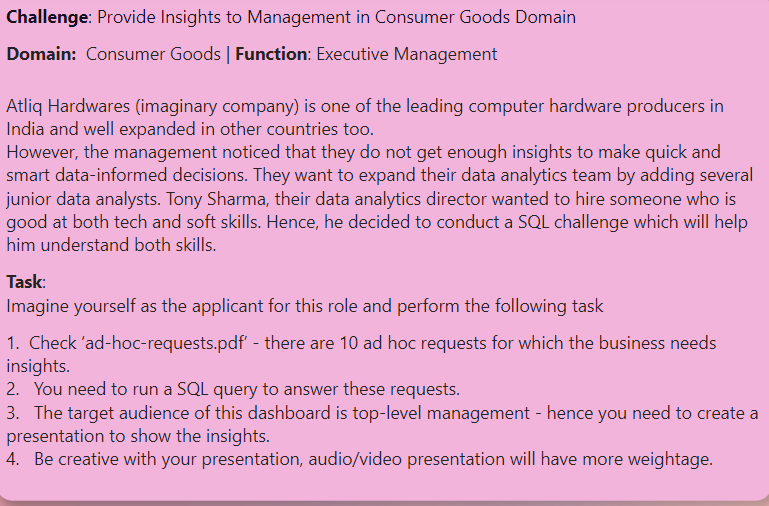 Challenge: Provide Insights to Management in Consumer Goods Domain
Domain:  Consumer Goods | Function: Executive Management
Atliq Hardwares (imaginary company) is one of the leading computer hardware producers in
India and well expanded in other countries too.
However, the management noticed that they do not get enough insights to make quick and
smart data-informed decisions. They want to expand their data analytics team by adding several
junior data analysts. Tony Sharma, their data analytics director wanted to hire someone who is
good at both tech and soft skills. Hence, he decided to conduct a SQL challenge which will help
him understand both skills.
Task:
Imagine yourself as the applicant for this role and perform the following task
1.  Check ‘ad-hoc-requests.pdf’ - there are 10 ad hoc requests for which the business needs
insights.
2.   You need to run a SQL query to answer these requests.
3.   The target audience of this dashboard is top-level management - hence you need to create a
presentation to show the insights.
4.   Be creative with your presentation, audio/video presentation will have more weightage.